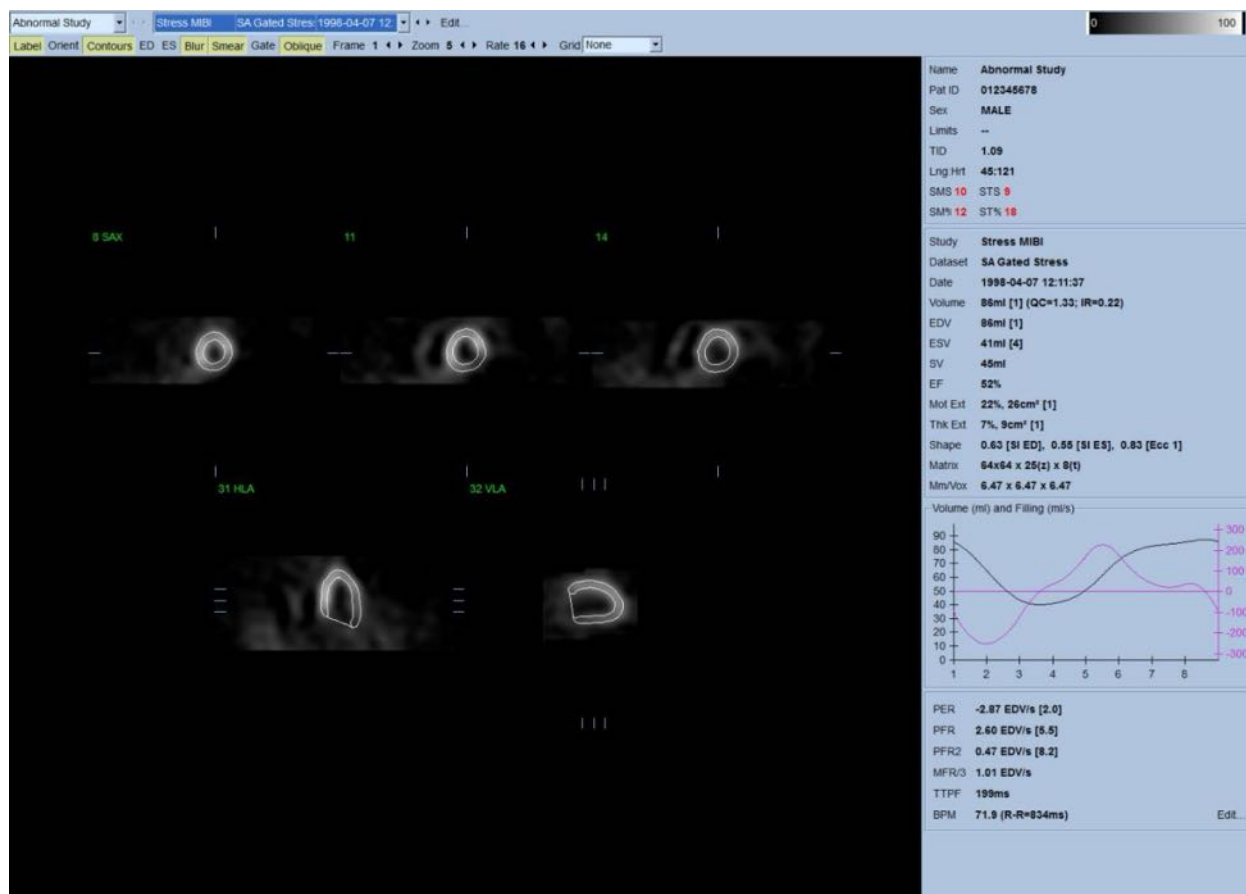 Abnormal Study Stress MIBI SA Gated Stres: 1998-04-07 12: Edit...
0 100
Label Orient Contours ED ES Blur Smear Gate Oblique Frame 1 Zoom 5 Rate 16 Grid None
Name Abnormal Study
Pat ID 012345678
Sex MALE
Limits --
TID 1.09
Lng:Hrt 45:121
SMS 10 STS 9
SM% 12 ST% 18
8 SAX 11 14
Study Stress MIBI
Dataset SA Gated Stress
Date 1998-04-07 12:11:37
Volume 86ml [1] (QC=1.33; IR=0.22)
EDV 86ml [1]
ESV 41ml [4]
SV 45ml
EF 52%
Mot Ext 22%, 26cm² [1]
Thk Ext 7%, 9cm² [1]
Shape 0.63 [SI ED], 0.55 [SI ES], 0.83 [Ecc 1]
Matrix 64x64 x 25(z) x 8(t)
Mm/Vox 6.47 x 6.47 x 6.47
31 HLA 32 VLA
Volume (ml) and Filling (ml/s)
90 300
80 200
70
60 100
50 0
40
30 -100
20 -200
10
0 -300
1 2 3 4 5 6 7 8
PER -2.87 EDV/s [2.0]
PFR 2.60 EDV/s [5.5]
PFR2 0.47 EDV/s [8.2]
MFR/3 1.01 EDV/s
TTPF 199ms
BPM 71.9 (R-R=834ms) Edit...